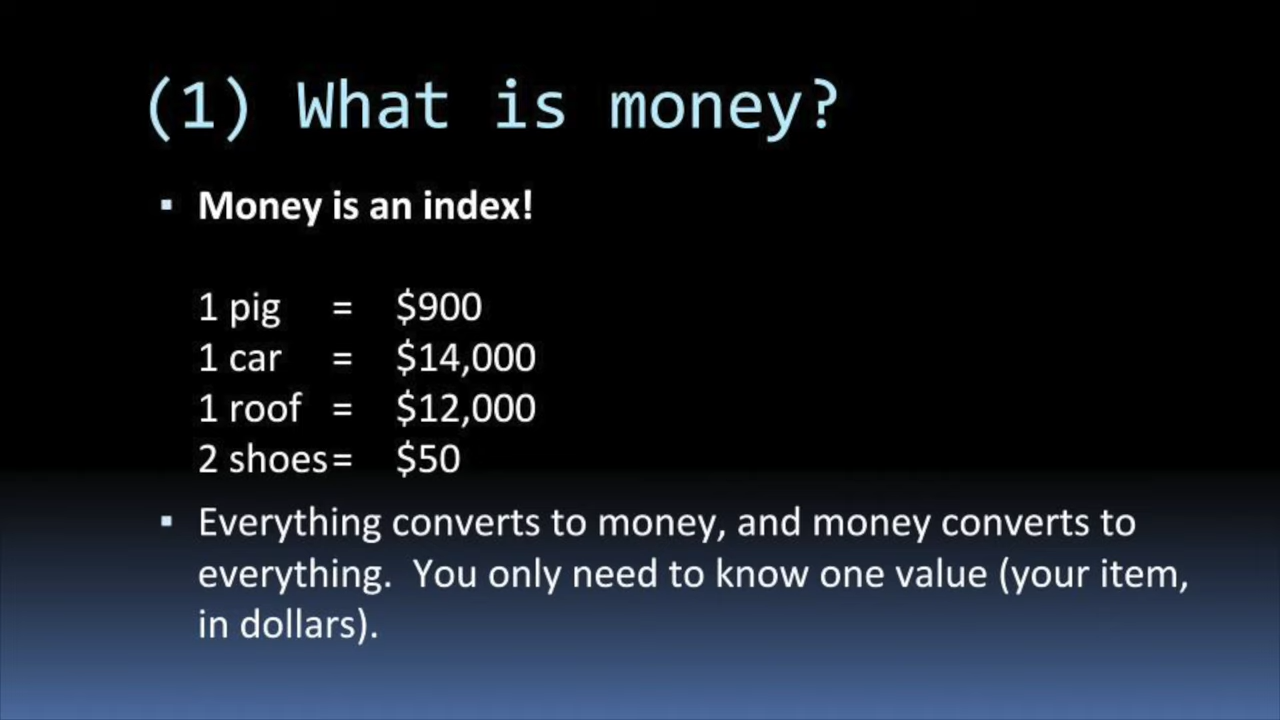 (1) What is money?
▪ Money is an index!
1 pig = $900
1 car = $14,000
1 roof = $12,000
2 shoes= $50
▪ Everything converts to money, and money converts to
everything. You only need to know one value (your item,
in dollars).